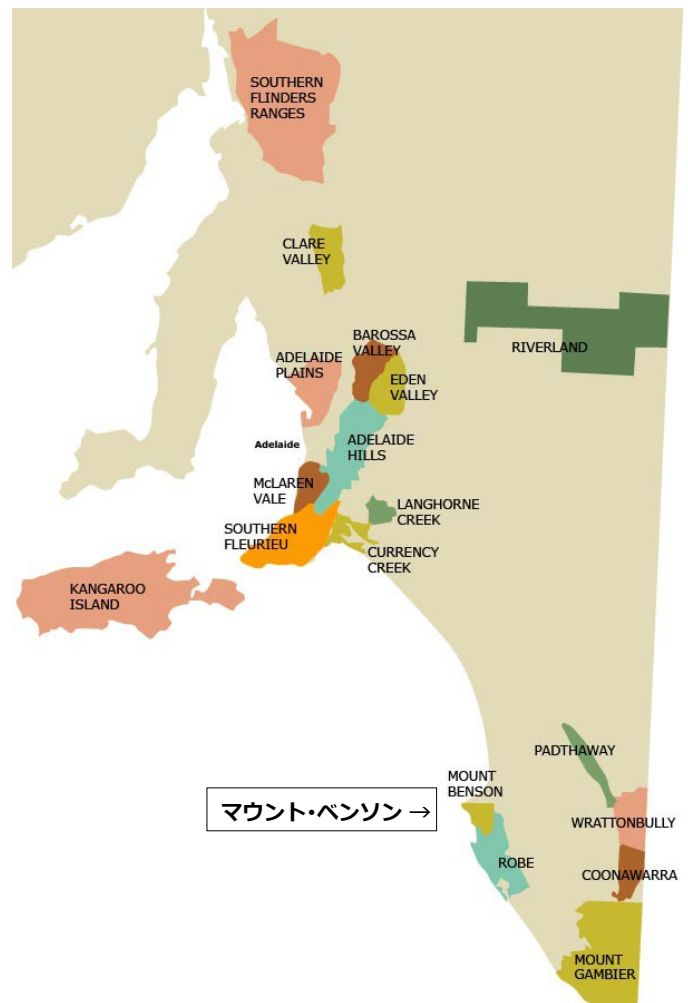 SOUTHERN
FLINDERS
RANGES
CLARE
VALLEY
BAROSSA
VALLEY
RIVERLAND
ADELAIDE
PLAINS
EDEN
VALLEY
Adelaide
ADELAIDE
HILLS
McLAREN
VALE
LANGHORNE
CREEK
SOUTHERN
FLEURIEU
CURRENCY
CREEK
KANGAROO
ISLAND
PADTHAWAY
MOUNT
BENSON
マウント・ベンソン →
WRATTONBULLY
ROBE
COONAWARRA
MOUNT
GAMBIER